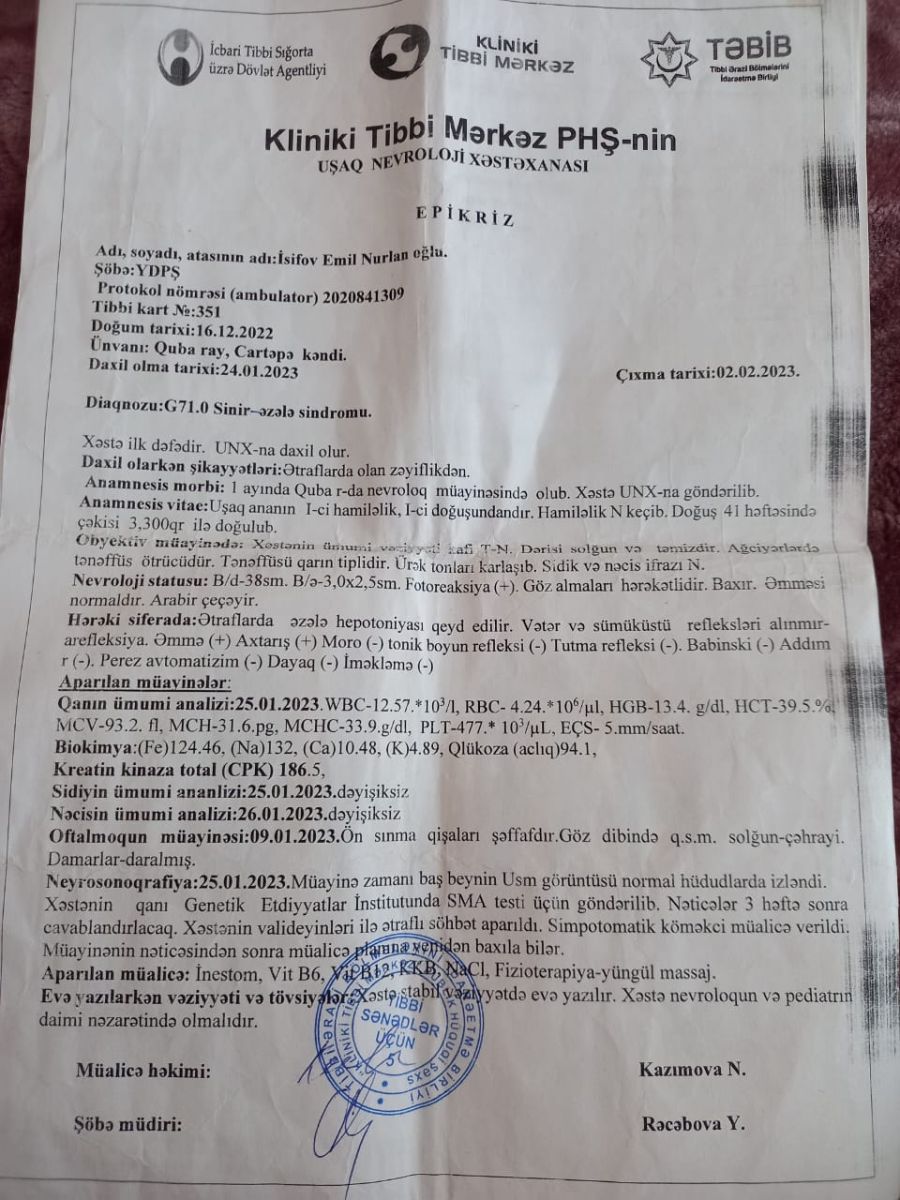 İcbari Tibbi Sığorta
üzrə Dövlət Agentliyi
KLİNİKİ
TİBBİ MƏRKƏZ
TƏBİB
Tibbi Ərazi Bölmələrini
İdarəetmə Birliyi
Kliniki Tibbi Mərkəz PHŞ-nin
UŞAQ NEVROLOJİ XƏSTƏXANASI
EPİKRİZ
Adı, soyadı, atasının adı:İsifov Emil Nurlan oğlu.
Şöbə:YDPŞ
Protokol nömrəsi (ambulator) 2020841309
Tibbi kart №:351
Doğum tarixi:16.12.2022
Ünvanı: Quba ray, Cartəpə kəndi.
Daxil olma tarixi:24.01.2023
Çıxma tarixi:02.02.2023.
Diaqnozu:G71.0 Sinir–əzələ sindromu.
Xəstə ilk dəfədir. UNX-na daxil olur.
Daxil olarkən şikayyətləri:Ətraflarda olan zəyiflikdən.
Anamnesis morbi: 1 ayında Quba r-da nevroloq müayinəsində olub. Xəstə UNX-na göndərilib.
Anamnesis vitae:Uşaq ananın I-ci hamiləlik, I-ci doğuşundandır. Hamiləlik N keçib. Doğuş 41 həftəsində
çəkisi 3,300qr ilə doğulub.
Obyektiv müayinədə: Xəstənin ümumi vəziyyəti kafi T-N. Dərisi solğun və təmizdir. Ağciyərlərdə
tənəffüs ötrücüdür. Tənəffüsü qarın tiplidir. Ürək tonları karlaşıb. Sidik və nəcis ifrazı N.
Nevroloji statusu: B/d-38sm. B/ə-3,0x2,5sm. Fotoreaksiya (+). Göz almaları hərəkətlidir. Baxır. Əmməsi
normaldır. Arabir çeçəyir.
Hərəki siferada:Ətraflarda əzələ hepotoniyası qeyd edilir. Vətər və sümüküstü refleksləri alınmır-
arefleksiya. Əmmə (+) Axtarış (+) Moro (-) tonik boyun refleksi (-) Tutma refleksi (-). Babinski (-) Addım
r (-). Perez avtomatizim (-) Dayaq (-) İməkləmə (-)
Aparılan müayinələr:
Qanın ümumi analizi:25.01.2023.WBC-12.57.*10³/l, RBC- 4.24.*10⁶/µl, HGB-13.4. g/dl, HCT-39.5.%,
MCV-93.2. fl, MCH-31.6.pg, MCHC-33.9.g/dl, PLT-477.* 10³/µL, EÇS- 5.mm/saat.
Biokimya:(Fe)124.46, (Na)132, (Ca)10.48, (K)4.89, Qlükoza (aclıq)94.1,
Kreatin kinaza total (CPK) 186.5,
Sidiyin ümumi ananlizi:25.01.2023.dəyişiksiz
Nəcisin ümumi analizi:26.01.2023.dəyişiksiz
Oftalmoqun müayinəsi:09.01.2023.Ön sınma qişaları şəffafdır.Göz dibində q.s.m. solğun-çəhrayi.
Damarlar-daralmış.
Neyrosonoqrafiya:25.01.2023.Müayinə zamanı baş beynin Usm görüntüsü normal hüdudlarda izləndi.
Xəstənin qanı Genetik Etdiyyatlar İnstitutunda SMA testi üçün göndərilib. Nəticələr 3 həftə sonra
cavablandırlacaq. Xəstənin valideyinləri ilə ətraflı söhbət aparıldı. Simpotomatik köməkci müalicə verildi.
Müayinənin nəticəsindən sonra müalicə planına yenidən baxıla bilər.
Aparılan müalicə: İnestom, Vit B6, Vit B12, KKB, NaCl, Fizioterapiya-yüngül massaj.
Evə yazılarkən vəziyyəti və tövsiyələr:Xəstə stabil vəziyyətdə evə yazılır. Xəstə nevroloqun və pediatrın
daimi nəzarətində olmalıdır.
TİBBİ
SƏNƏDLƏR
ÜÇÜN
Müalicə həkimi:
Kazımova N.
Şöbə müdiri:
Rəcəbova Y.